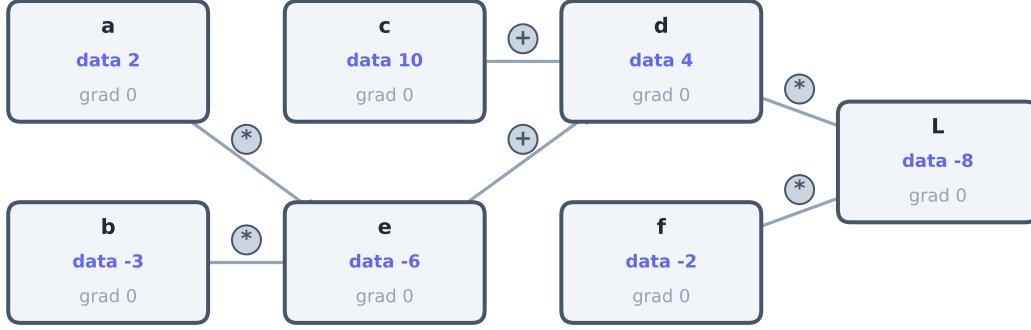 a
data 2
grad 0
c
data 10
grad 0
+
d
data 4
grad 0
*
*
+
L
data -8
grad 0
b
data -3
grad 0
*
e
data -6
grad 0
f
data -2
grad 0
*